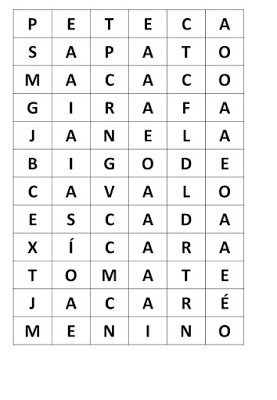 P E T E C A
S A P A T O
M A C A C O
G I R A F A
J A N E L A
B I G O D E
C A V A L O
E S C A D A
X Í C A R A
T O M A T E
J A C A R É
M E N I N O